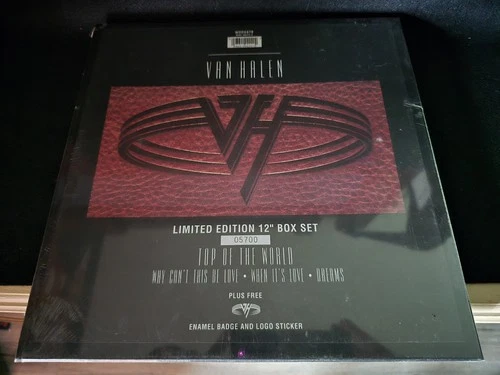 VAN HALEN
VH
LIMITED EDITION 12" BOX SET
05700
TOP OF THE WORLD
WHY CAN'T THIS BE LOVE • WHEN IT'S LOVE • DREAMS
PLUS FREE
ENAMEL BADGE AND LOGO STICKER